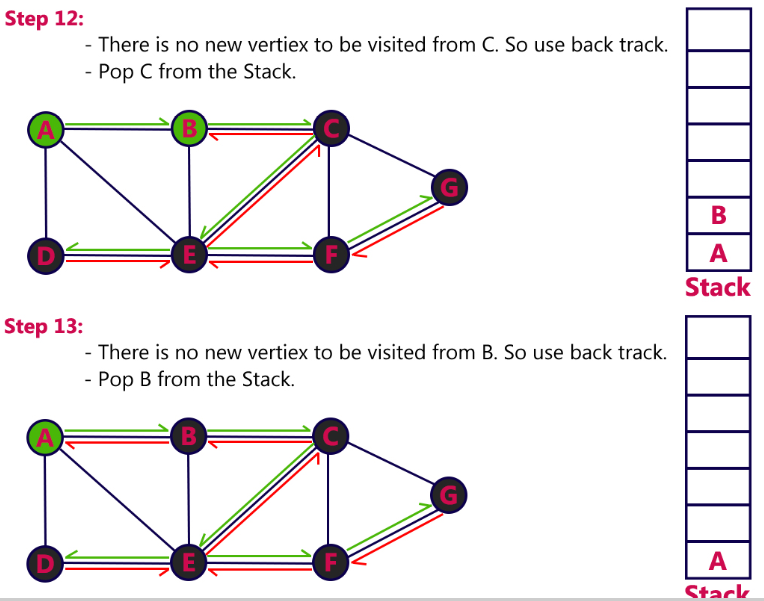 Step 12:
- There is no new vertiex to be visited from C. So use back track.
- Pop C from the Stack.
A B C
G
D E F
B
A
Stack
Step 13:
- There is no new vertiex to be visited from B. So use back track.
- Pop B from the Stack.
A B C
G
D E F
A
Stack